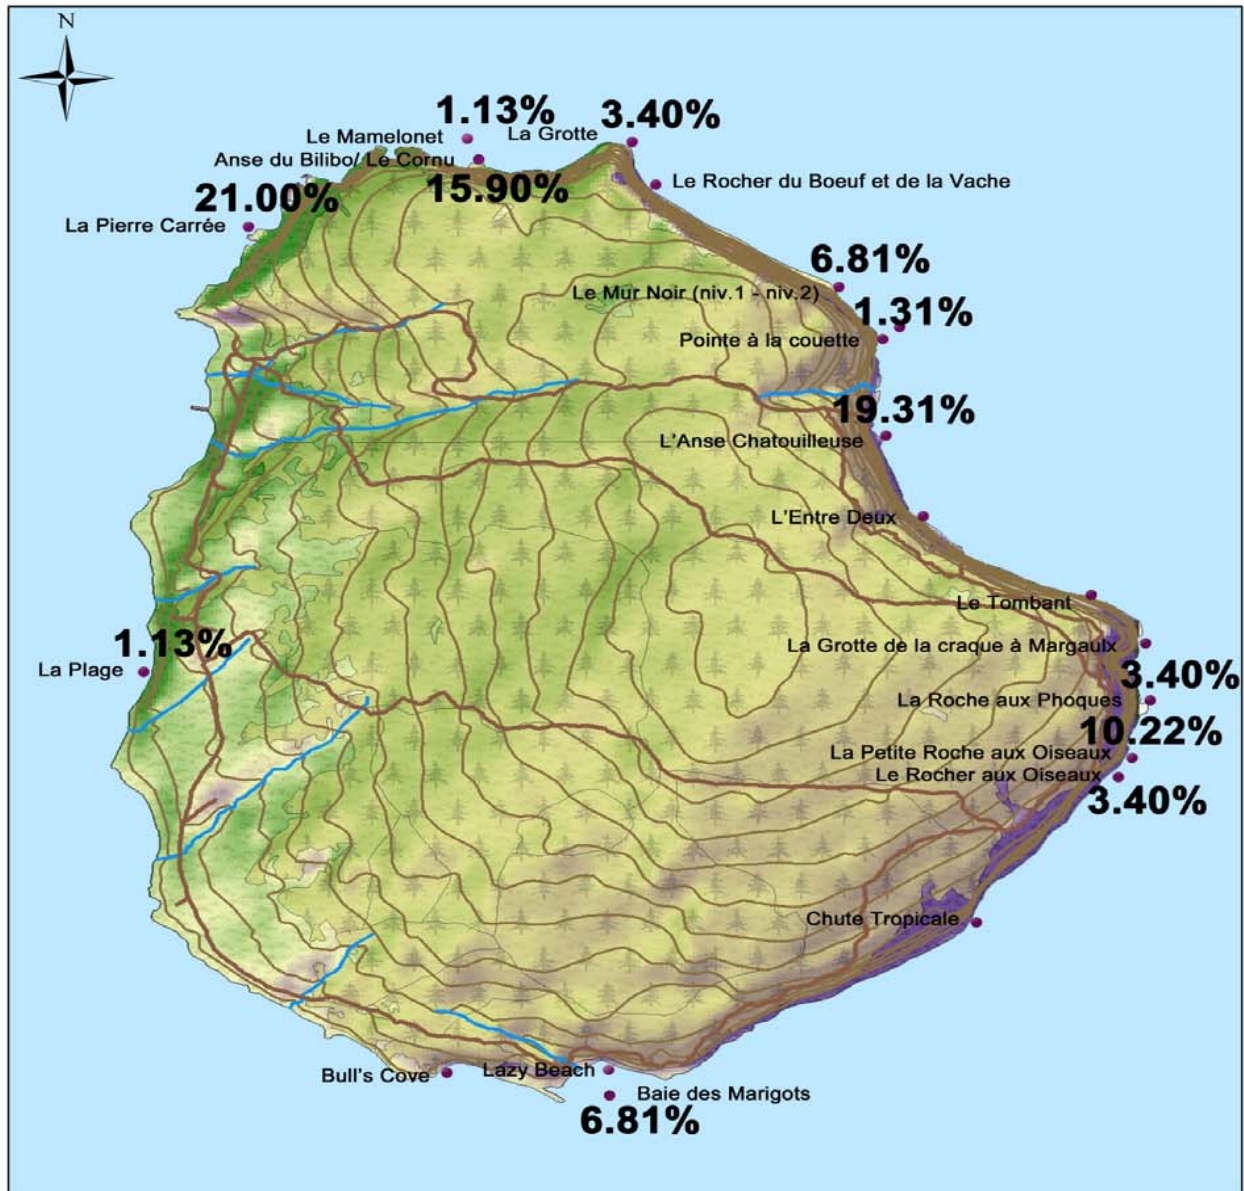 N
1.13%
3.40%
Le Mamelonet
La Grotte
Anse du Bilibo/ Le Cornu
15.90%
Le Rocher du Boeuf et de la Vache
21.00%
La Pierre Carrée
6.81%
Le Mur Noir (niv.1 - niv.2)
1.31%
Pointe à la couette
19.31%
L'Anse Chatouilleuse
L'Entre Deux
Le Tombant
1.13%
La Plage
La Grotte de la craque à Margaulx
3.40%
La Roche aux Phoques
10.22%
La Petite Roche aux Oiseaux
Le Rocher aux Oiseaux
3.40%
Chute Tropicale
Bull's Cove
Lazy Beach
Baie des Marigots
6.81%